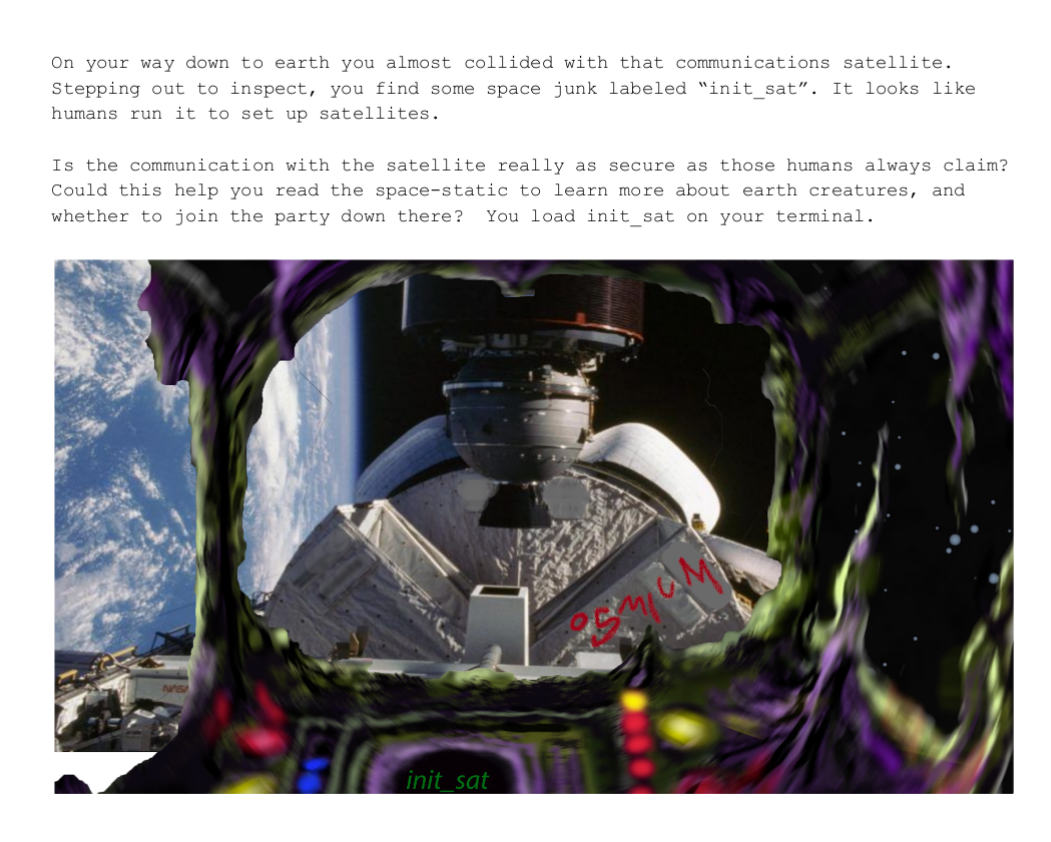 On your way down to earth you almost collided with that communications satellite.
Stepping out to inspect, you find some space junk labeled “init_sat”. It looks like
humans run it to set up satellites.
Is the communication with the satellite really as secure as those humans always claim?
Could this help you read the space-static to learn more about earth creatures, and
whether to join the party down there?  You load init_sat on your terminal.
osmiuM
NASA
init_sat